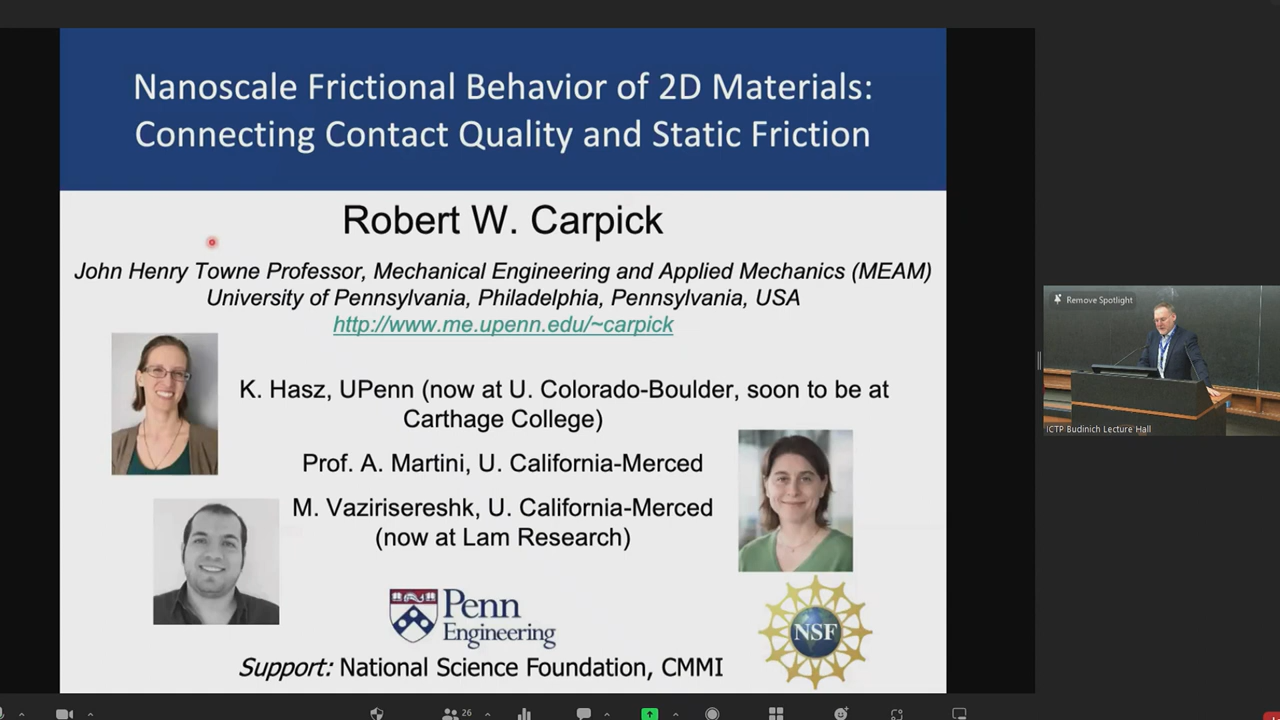 Nanoscale Frictional Behavior of 2D Materials:
Connecting Contact Quality and Static Friction
Robert W. Carpick
John Henry Towne Professor, Mechanical Engineering and Applied Mechanics (MEAM)
University of Pennsylvania, Philadelphia, Pennsylvania, USA
http://www.me.upenn.edu/~carpick
K. Hasz, UPenn (now at U. Colorado-Boulder, soon to be at
Carthage College)
Prof. A. Martini, U. California-Merced
M. Vazirisereshk, U. California-Merced
(now at Lam Research)
Penn
Engineering
NSF
Support: National Science Foundation, CMMI
Remove Spotlight
ICTP Budinich Lecture Hall
26